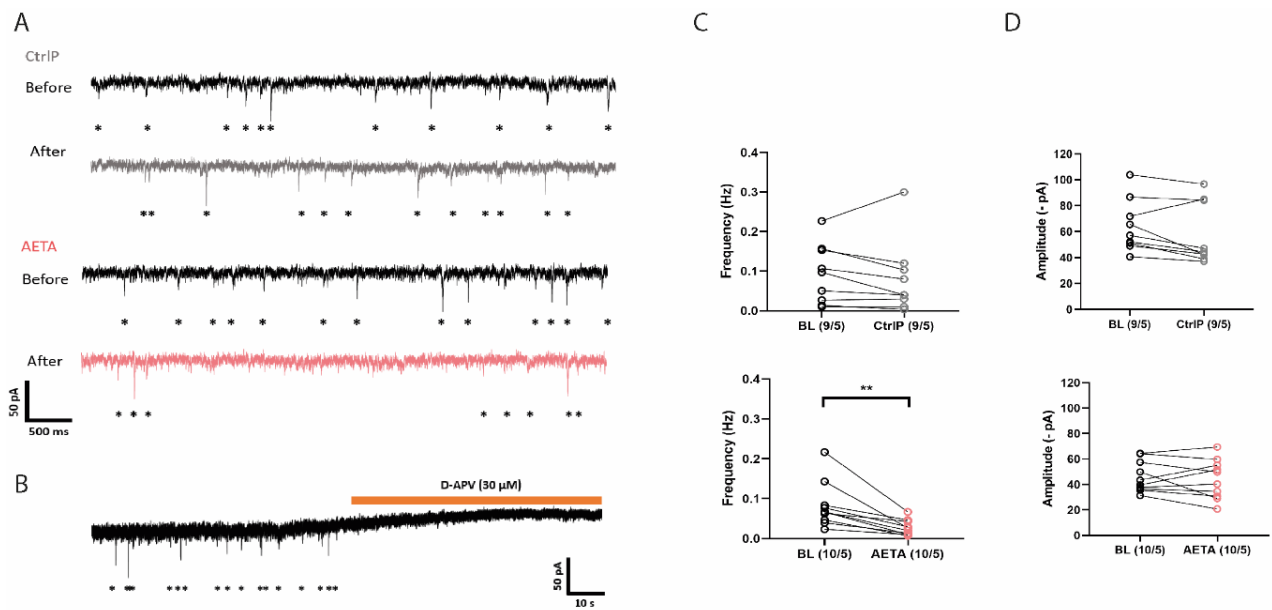 A
CtrlP
Before
* * * * * * * * * * *
After
* * * * * * * * * * * *
AETA
Before
* * * * * * * * * * * * *
After
* * * * * * * *
50 pA
500 ms
B
D-APV (30 µM)
* * * * * * * * * * * * * * * *
50 pA
10 s
C
Frequency (Hz)
0.4
0.3
0.2
0.1
0.0
BL (9/5) CtrlP (9/5)
**
Frequency (Hz)
0.4
0.3
0.2
0.1
0.0
BL (10/5) AETA (10/5)
D
Amplitude (- pA)
120
100
80
60
40
20
0
BL (9/5) CtrlP (9/5)
Amplitude (- pA)
120
100
80
60
40
20
0
BL (10/5) AETA (10/5)